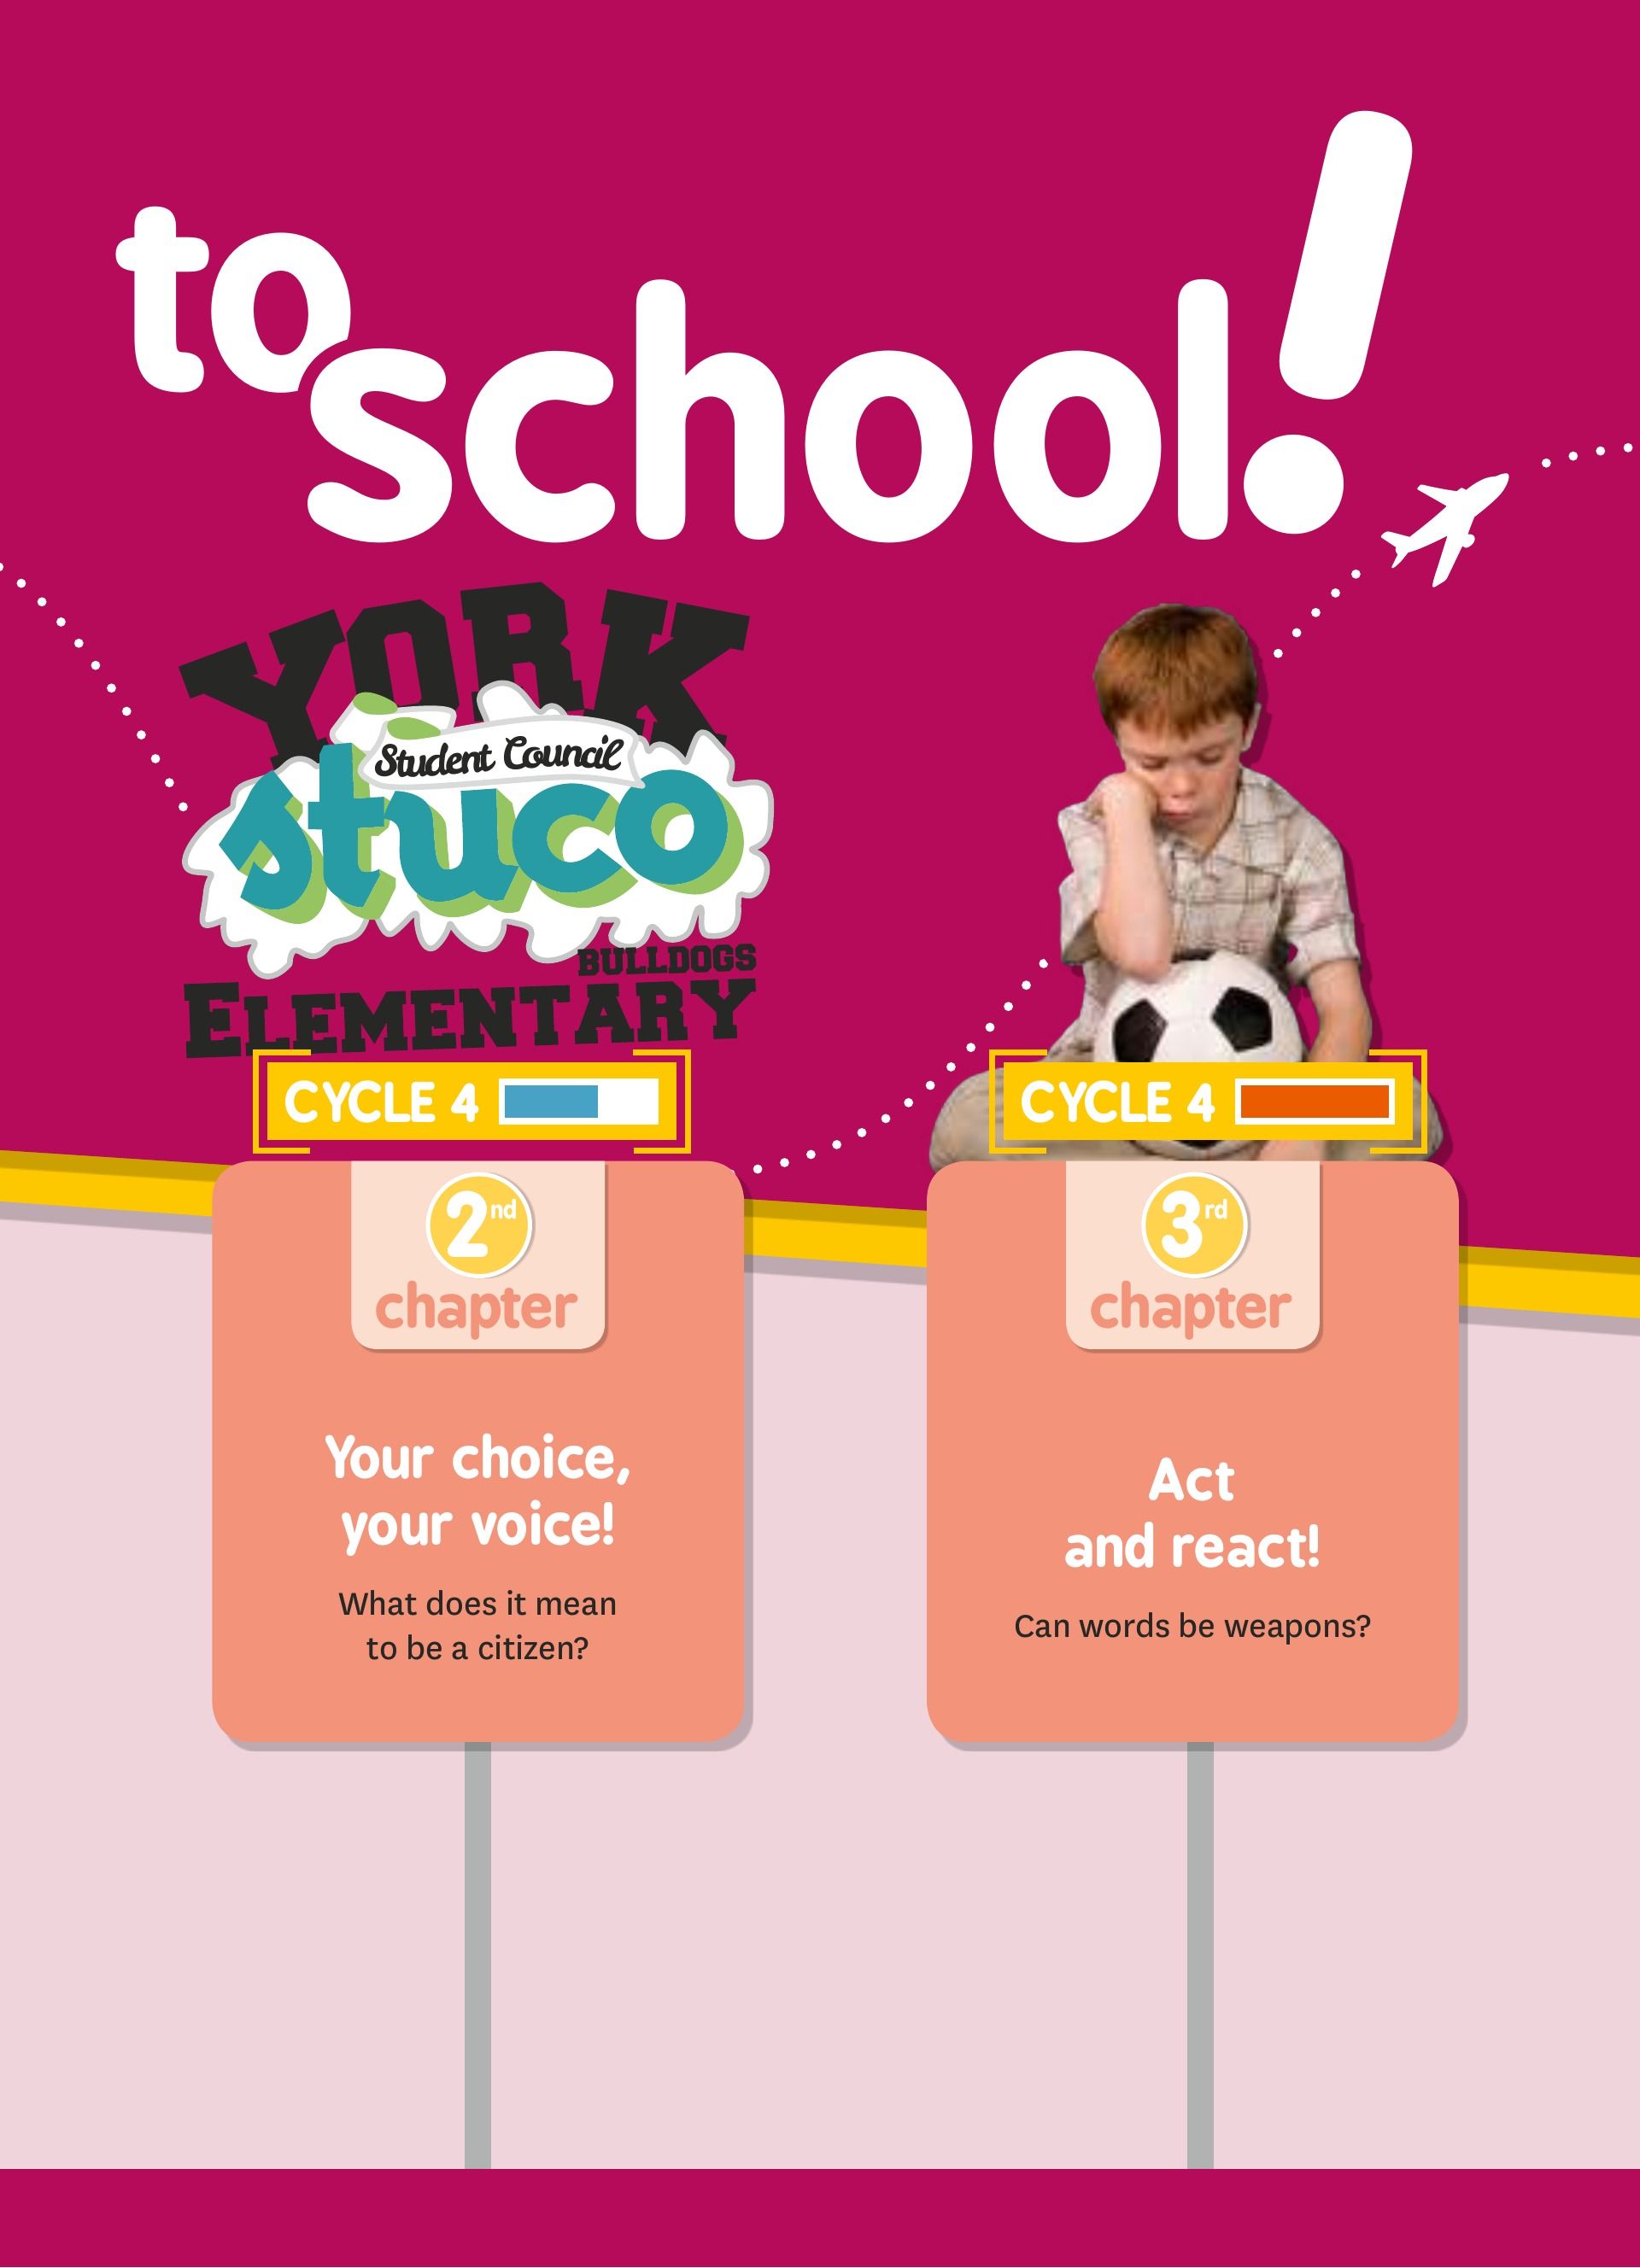 to
school!
YORK
Student Council
stuco
BULLDOGS
ELEMENTARY
CYCLE 4
2nd
chapter
Your choice,
your voice!
What does it mean
to be a citizen?
CYCLE 4
3rd
chapter
Act
and react!
Can words be weapons?